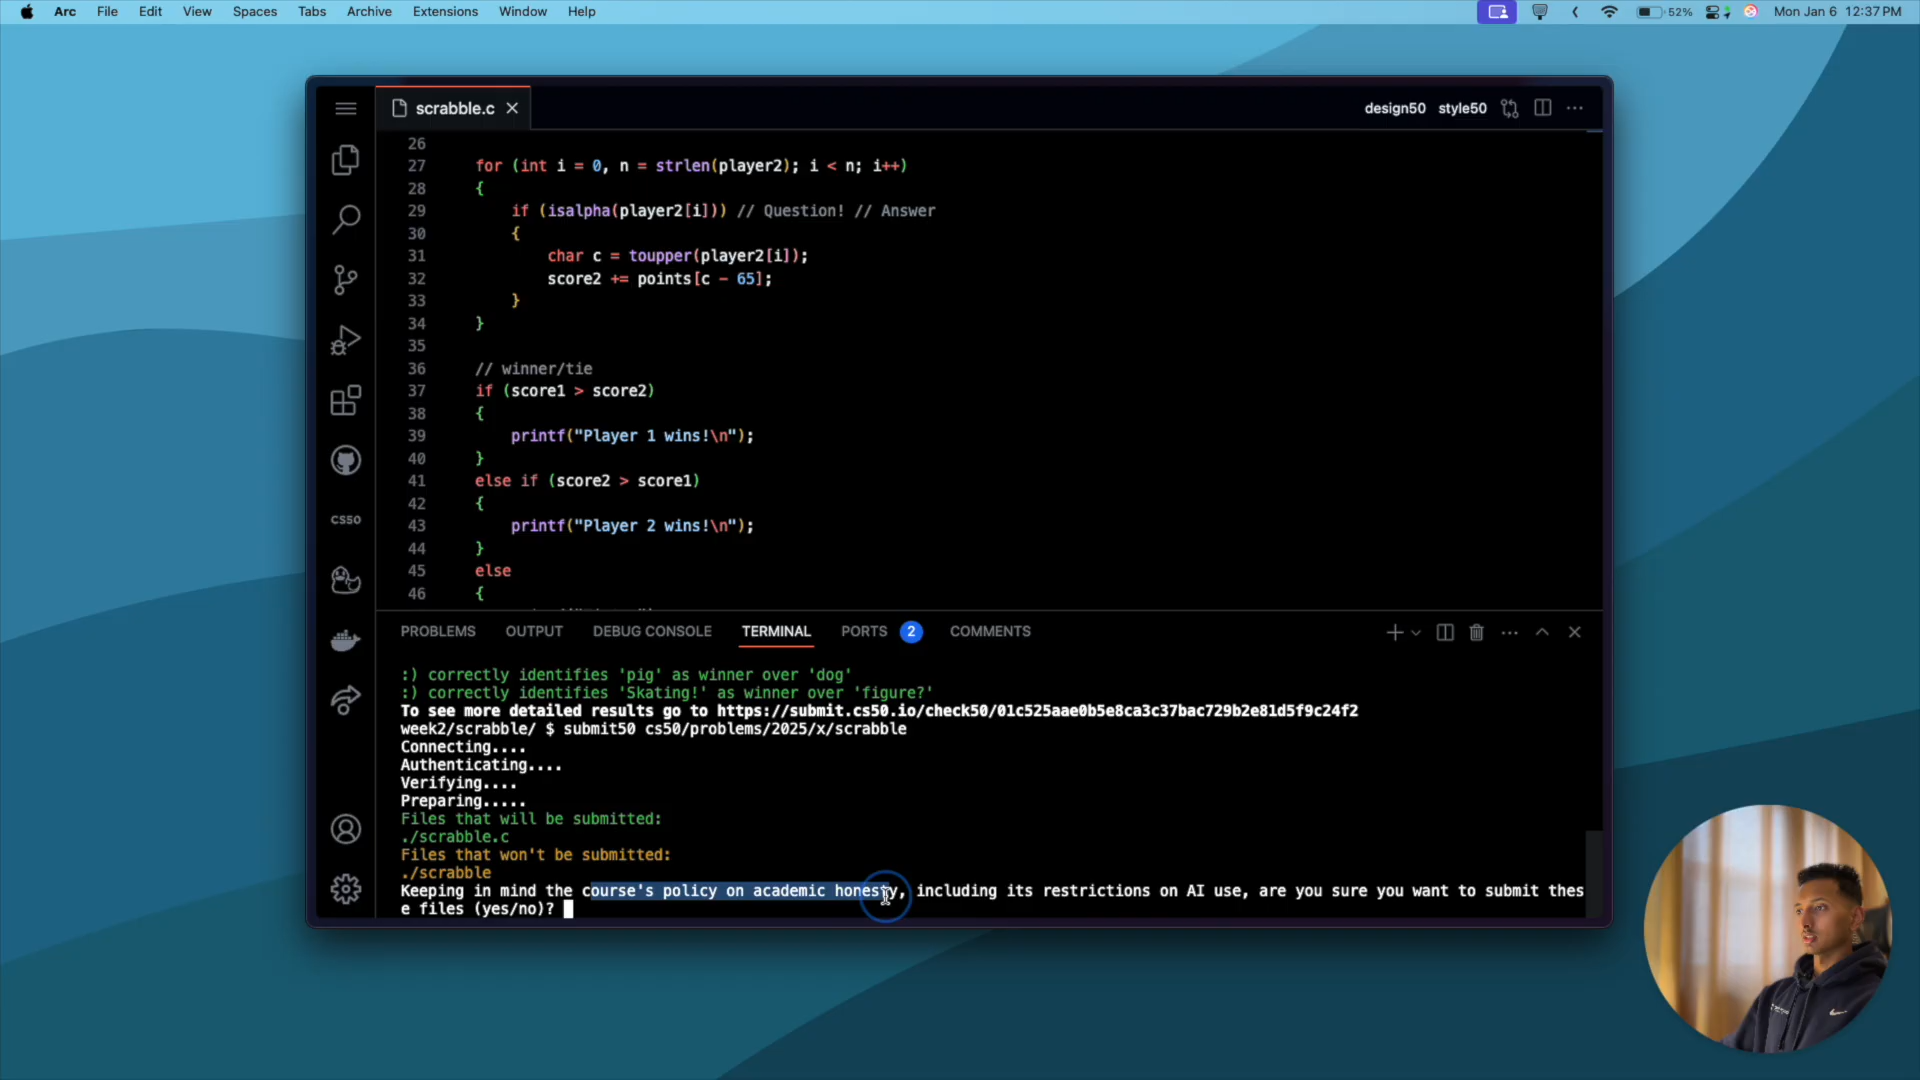 Arc File Edit View Spaces Tabs Archive Extensions Window Help 52% Mon Jan 6 12:37 PM
scrabble.c design50 style50
26
27 for (int i = 0, n = strlen(player2); i < n; i++)
28 {
29 if (isalpha(player2[i])) // Question! // Answer
30 {
31 char c = toupper(player2[i]);
32 score2 += points[c - 65];
33 }
34 }
35
36 // winner/tie
37 if (score1 > score2)
38 {
39 printf("Player 1 wins!\n");
40 }
41 else if (score2 > score1)
42 {
43 printf("Player 2 wins!\n");
44 }
45 else
46 {
CS50
PROBLEMS OUTPUT DEBUG CONSOLE TERMINAL PORTS 2 COMMENTS
:) correctly identifies 'pig' as winner over 'dog'
:) correctly identifies 'Skating!' as winner over 'figure?'
To see more detailed results go to https://submit.cs50.io/check50/01c525aae0b5e8ca3c37bac729b2e81d5f9c24f2
week2/scrabble/ $ submit50 cs50/problems/2025/x/scrabble
Connecting....
Authenticating....
Verifying....
Preparing.....
Files that will be submitted:
./scrabble.c
Files that won't be submitted:
./scrabble
Keeping in mind the course's policy on academic honesty, including its restrictions on AI use, are you sure you want to submit thes
e files (yes/no)?